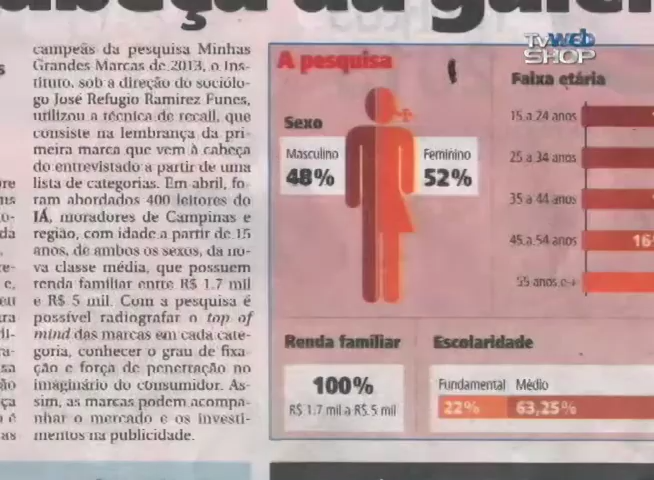 TV WEB
SHOP
campeãs da pesquisa Minhas
Grandes Marcas de 2013, o Ins-
tituto, sob a direção do sociólo-
go José Refugio Ramirez Funes,
utilizou a técnica de recall, que
consiste na lembrança da pri-
meira marca que vem à cabeça
do entrevistado a partir de uma
lista de categorias. Em abril, fo-
ram abordados 400 leitores do
IÁ, moradores de Campinas e
região, com idade a partir de 15
anos, de ambos os sexos, da no-
va classe média, que possuem
renda familiar entre R$ 1.7 mil
e R$ 5 mil. Com a pesquisa é
possível radiografar o top of
mind das marcas em cada cate-
goria, conhecer o grau de fixa-
ção e força de penetração no
imaginário do consumidor. As-
sim, as marcas podem acompa-
nhar o mercado e os investi-
mentos na publicidade.
A pesquisa
Sexo
Masculino
48%
Feminino
52%
Faixa etária
15 a 24 anos
25 a 34 anos
35 a 44 anos
45 a 54 anos
16
55 anos e +
Renda familiar
100%
R$ 1.7 mil a R$ 5 mil
Escolaridade
Fundamental Médio
22% 63,25%